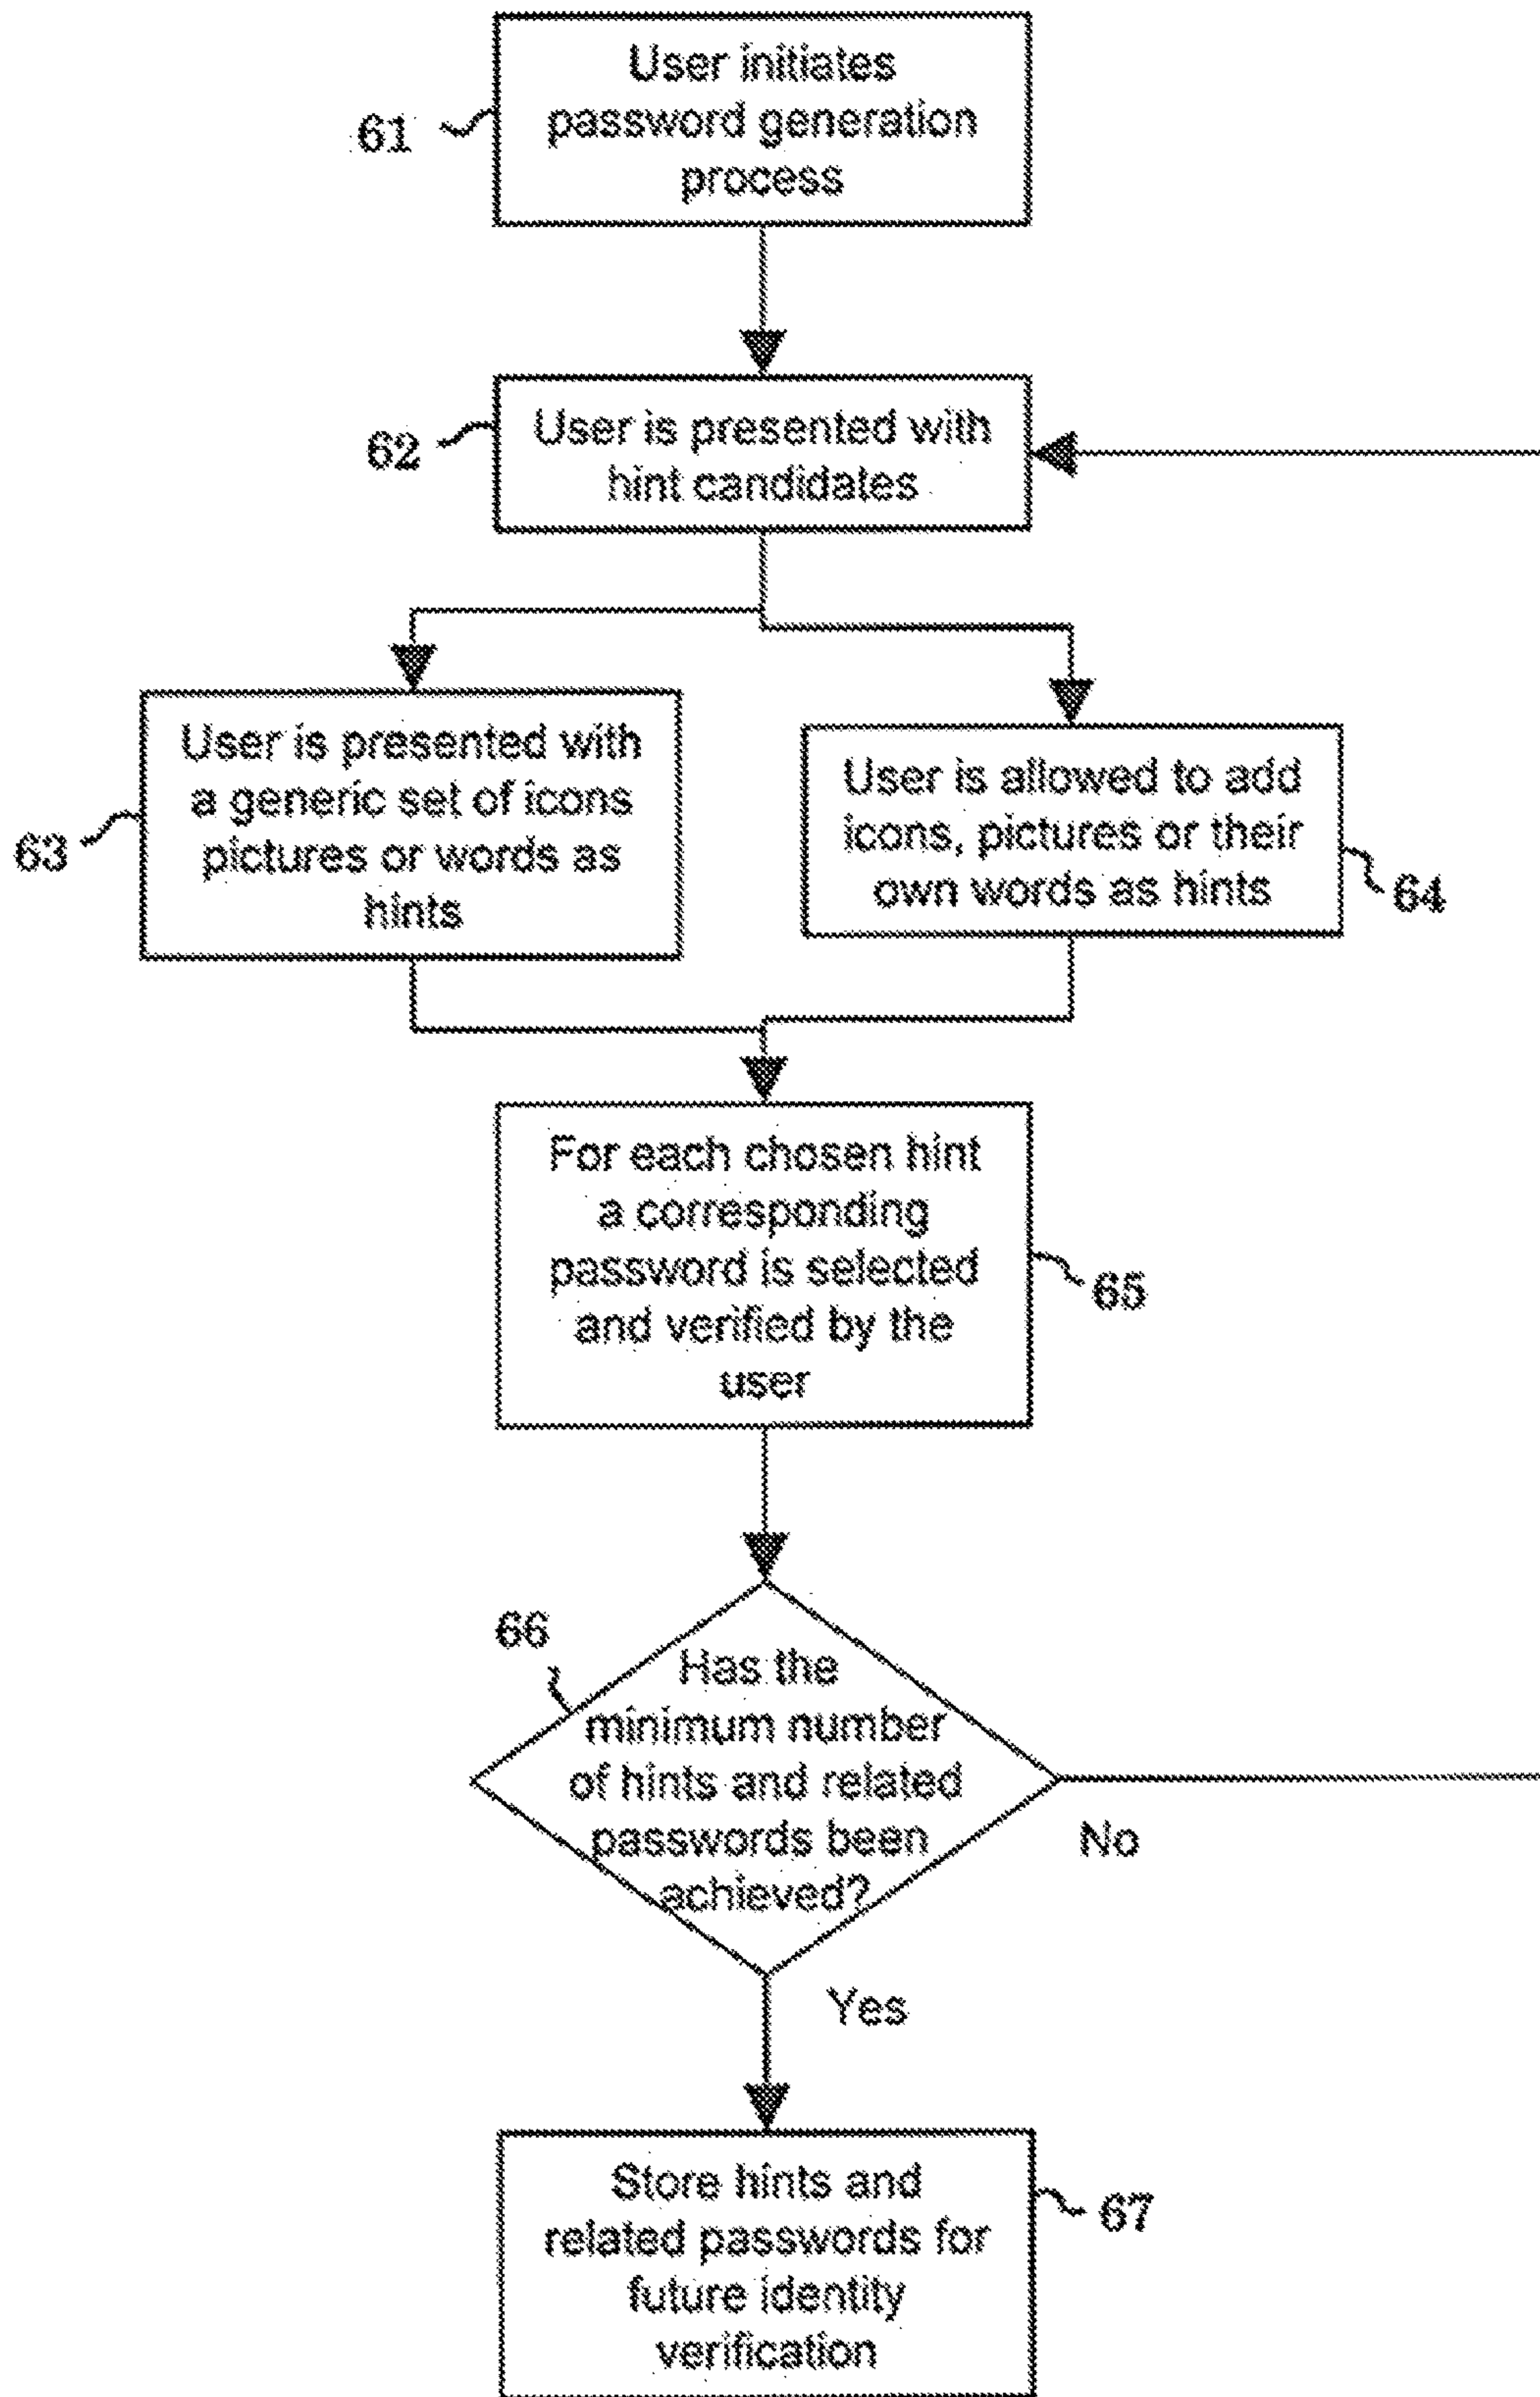 User initiates
password generation
process
61
User is presented with
hint candidates
62
User is presented with
a generic set of icons
pictures or words as
hints
63
User is allowed to add
icons, pictures or their
own words as hints
64
For each chosen hint
a corresponding
password is selected
and verified by the
user
65
66
Has the
minimum number
of hints and related
passwords been
achieved?
No
Yes
Store hints and
related passwords for
future identity
verification
67